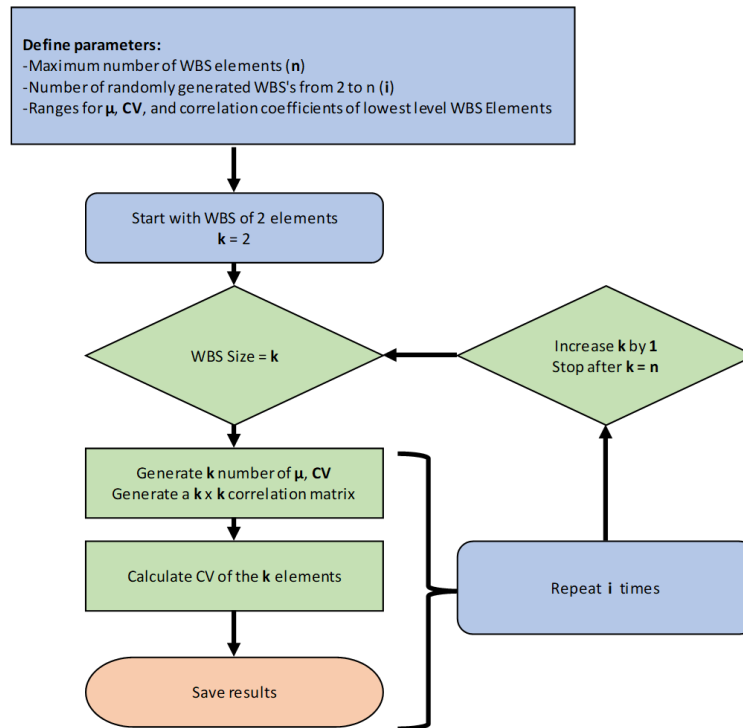 Define parameters:
-Maximum number of WBS elements (n)
-Number of randomly generated WBS's from 2 to n (i)
-Ranges for μ, CV, and correlation coefficients of lowest level WBS Elements
Start with WBS of 2 elements
k = 2
WBS Size = k
Increase k by 1
Stop after k = n
Generate k number of μ, CV
Generate a k x k correlation matrix
Calculate CV of the k elements
Repeat i times
Save results